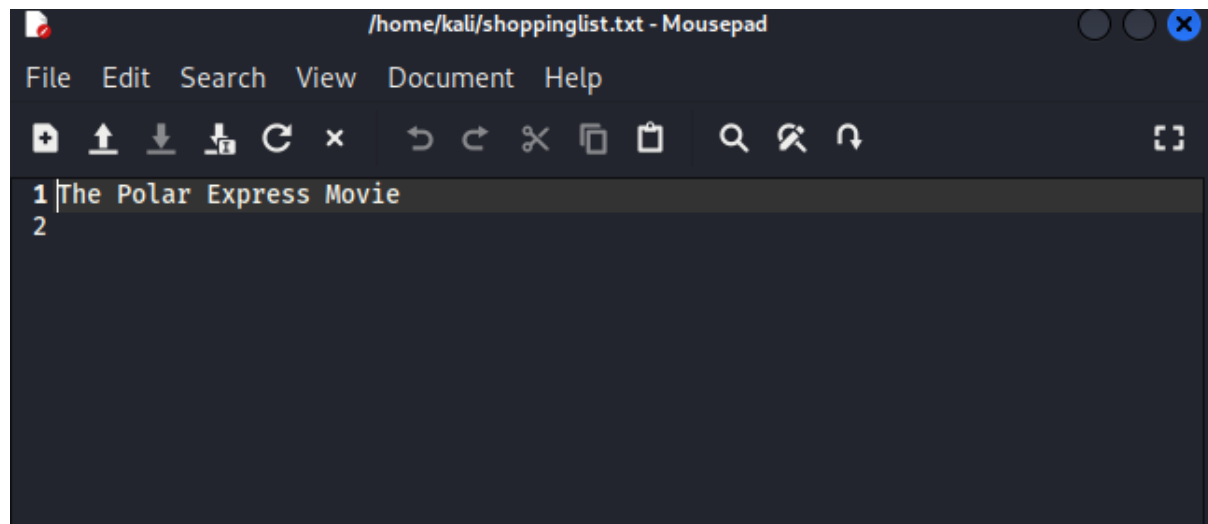 /home/kali/shoppinglist.txt - Mousepad
File Edit Search View Document Help
1 The Polar Express Movie
2